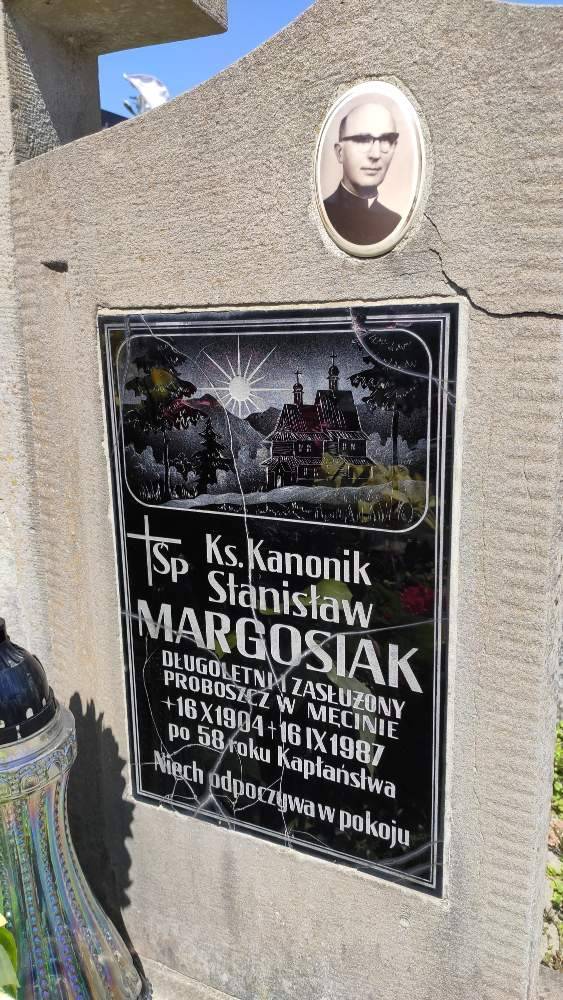 ŚP Ks. Kanonik
Stanisław
MARGOSIAK
DŁUGOLETNI I ZASŁUŻONY
PROBOSZCZ W MĘCINIE
+16 X 1904 +16 IX 1987
po 58 roku Kapłaństwa
Niech odpoczywa w pokoju